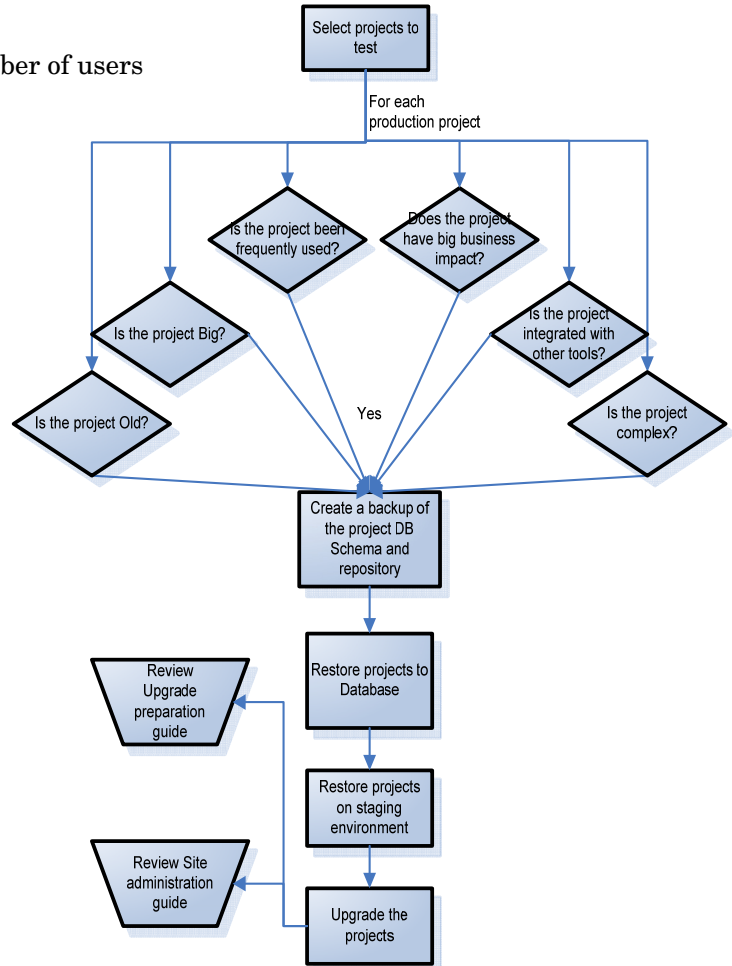 Select projects to
test
ber of users
For each
production project
Is the project been
frequently used?
Does the project
have big business
impact?
Is the project Big?
Is the project
integrated with
other tools?
Is the project Old?
Yes
Is the project
complex?
Create a backup of
the project DB
Schema and
repository
Restore projects to
Database
Review
Upgrade
preparation
guide
Restore projects
on staging
environment
Review Site
administration
guide
Upgrade the
projects